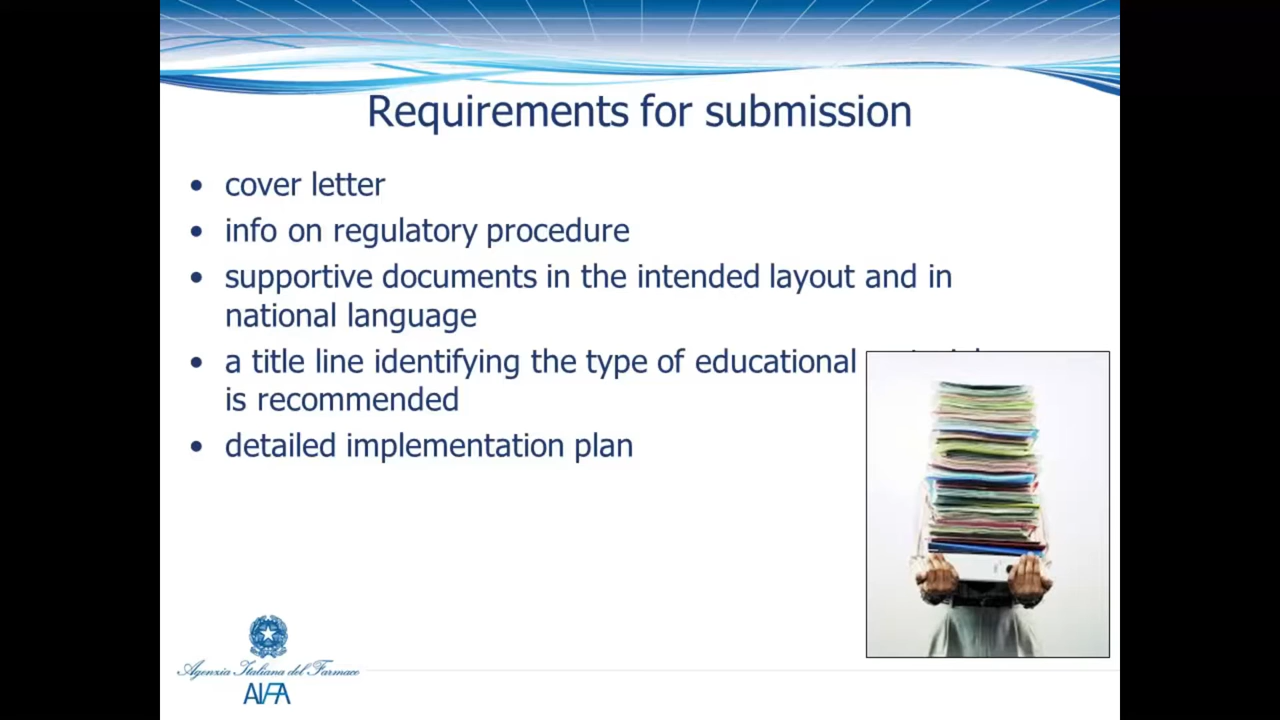 Requirements for submission
• cover letter
• info on regulatory procedure
• supportive documents in the intended layout and in
national language
• a title line identifying the type of educational
is recommended
• detailed implementation plan
Agenzia Italiana del Farmaco
AIFA